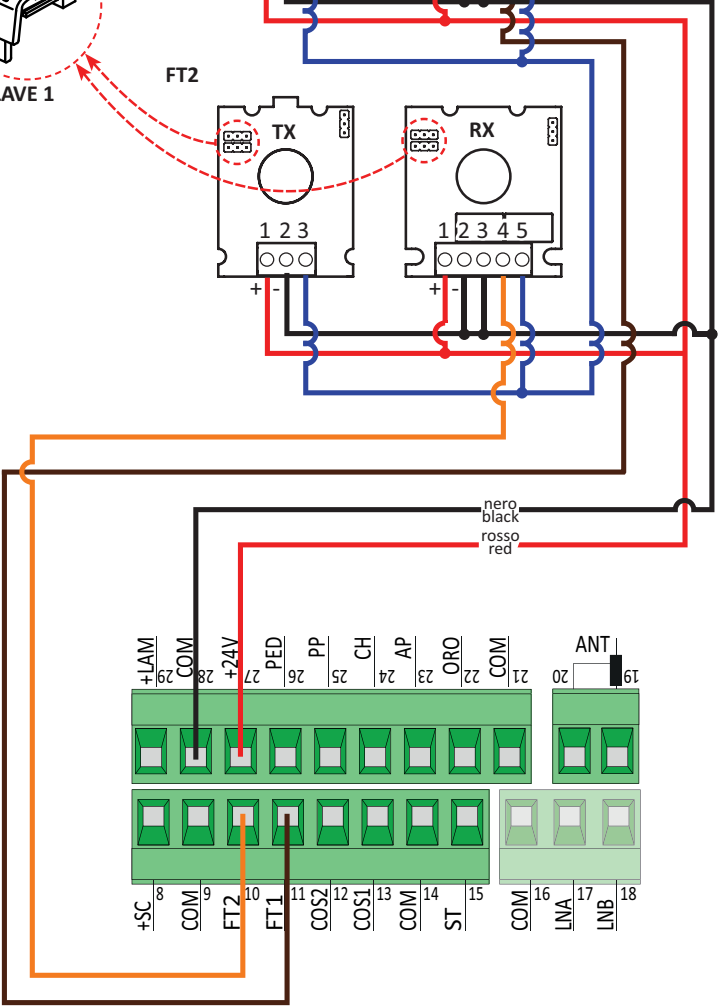 AVE 1
FT2
TX
RX
1 2 3
1 2 3 4 5
+ -
+ -
nero
black
rosso
red
+LAM 29
COM 28
+24V 27
PED 26
PP 25
CH 24
AP 23
ORO 22
COM 21
ANT
20
19
+SC 8
COM 9
FT2 10
FT1 11
COS2 12
COS1 13
COM 14
ST 15
COM 16
LNA 17
LNB 18